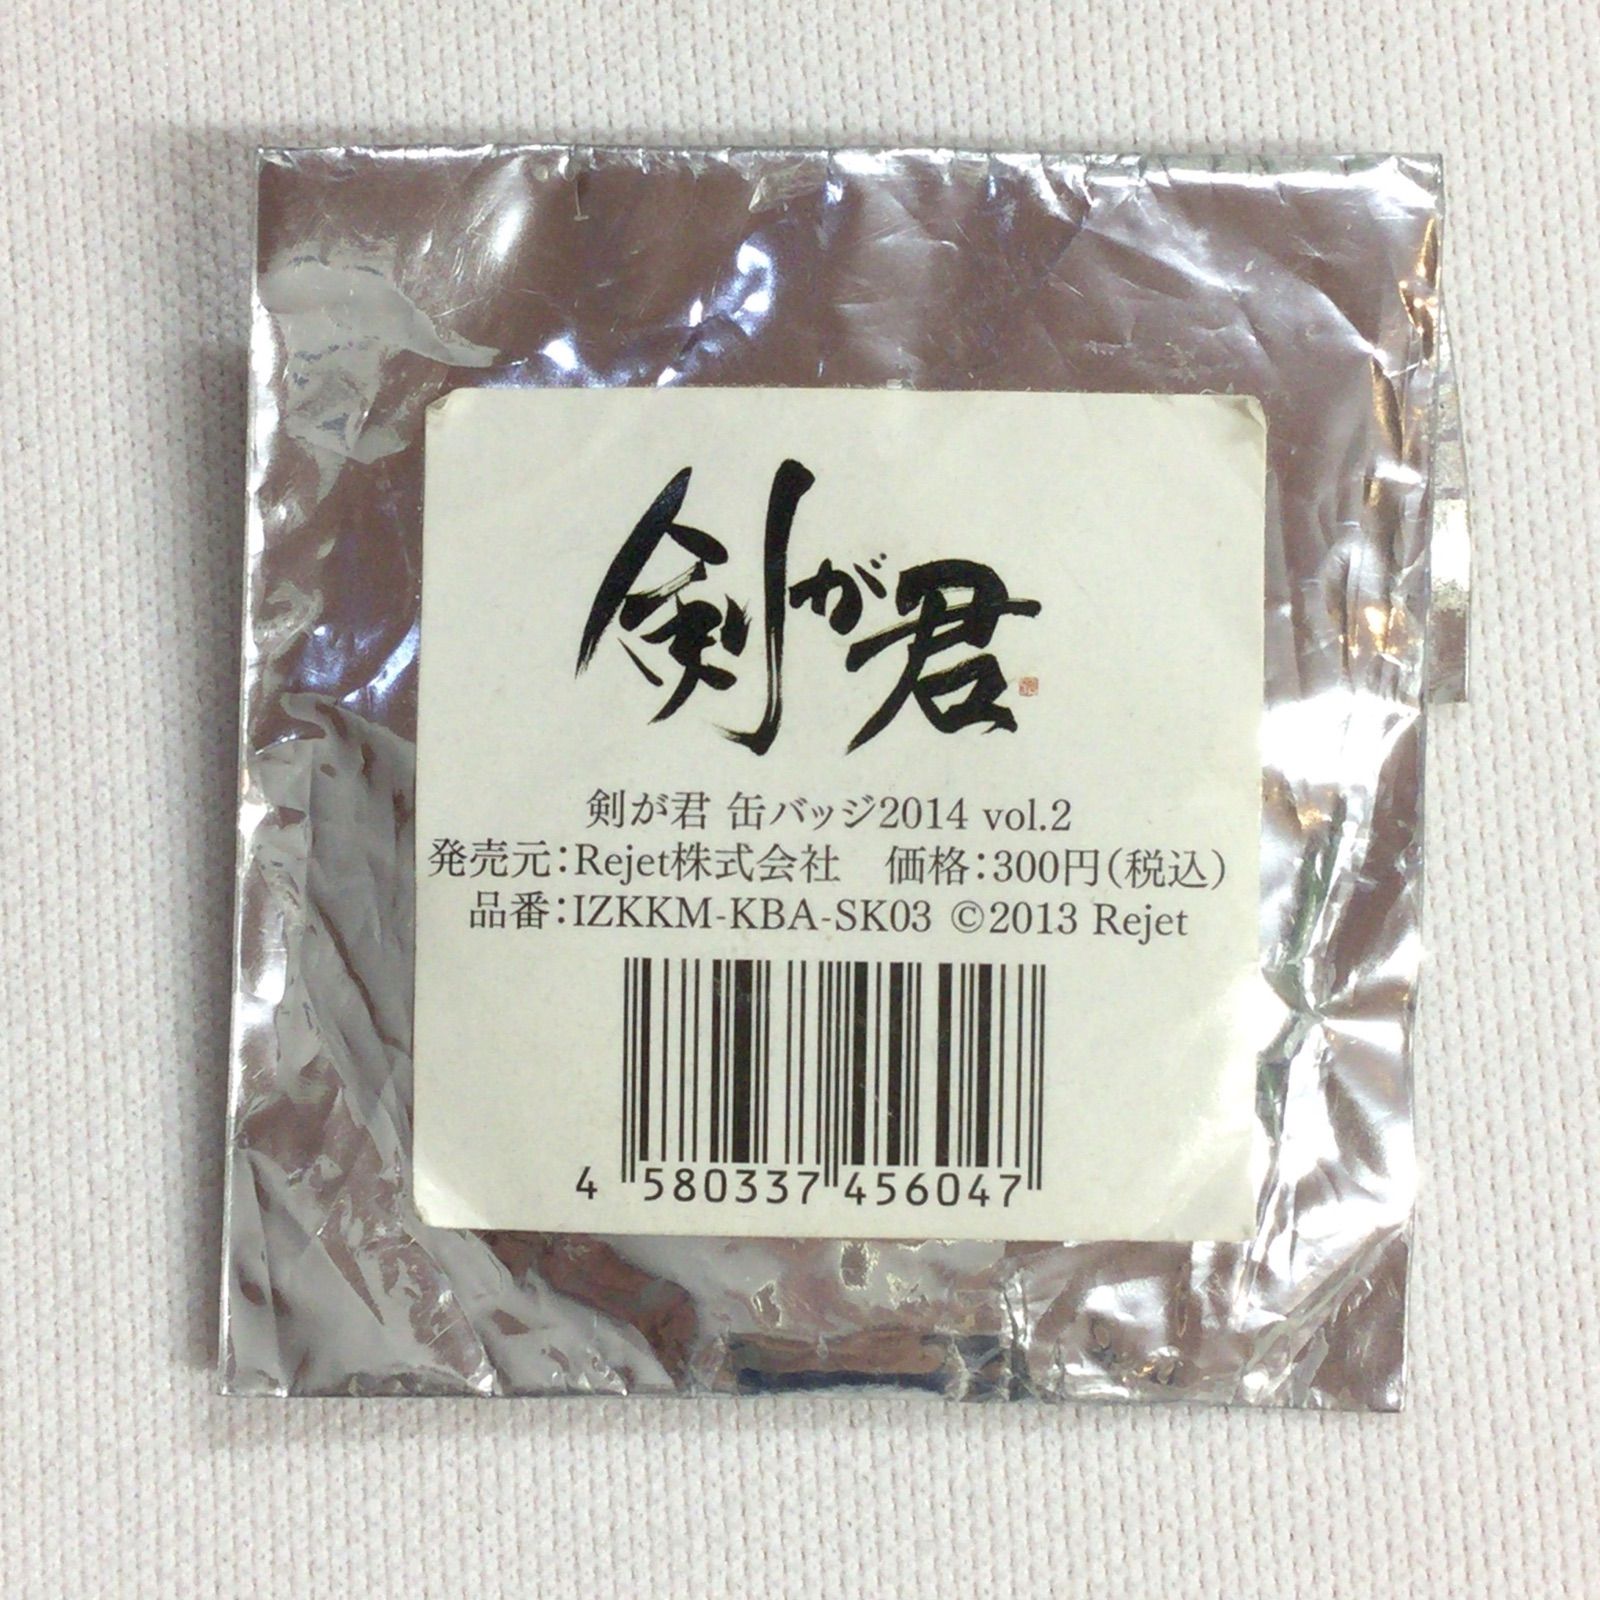 剣が君
剣が君 缶バッジ2014 vol.2
発売元：Rejet株式会社　価格：300円（税込）
品番：IZKKM-KBA-SK03 ©2013 Rejet
4 580337 456047